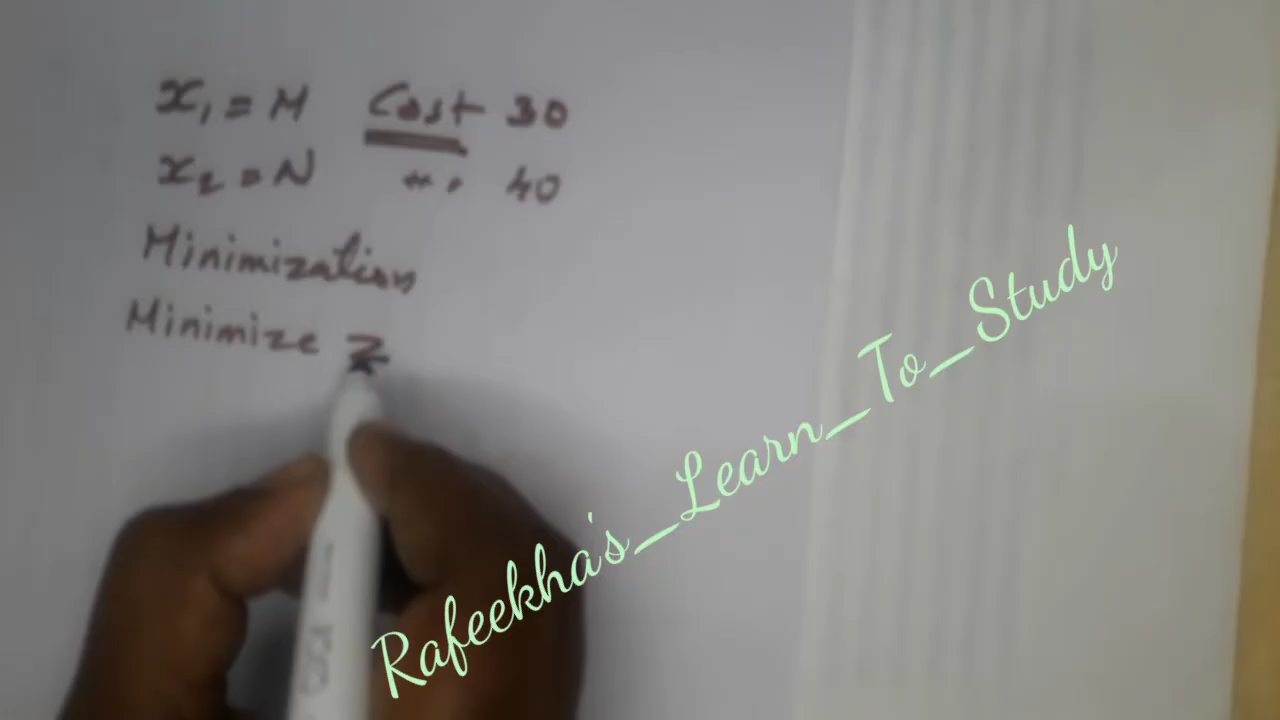 x₁ = M Cost 30
x₂ = N " " 40
Minimization
Minimize Z
Rafeekha's_Learn_To_Study